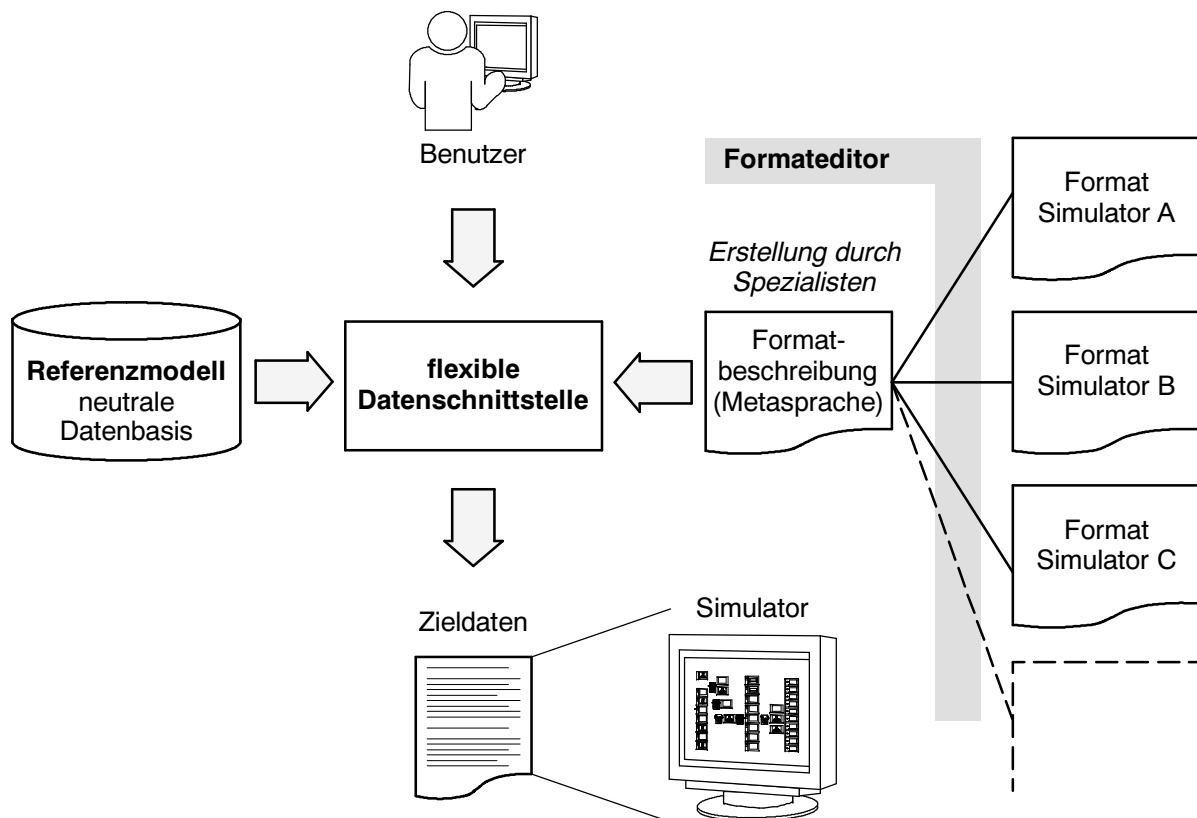 Benutzer
Formateditor
Format
Simulator A
Erstellung durch
Spezialisten
Referenzmodell
neutrale
Datenbasis
flexible
Datenschnittstelle
Format-
beschreibung
(Metasprache)
Format
Simulator B
Format
Simulator C
Zieldaten
Simulator